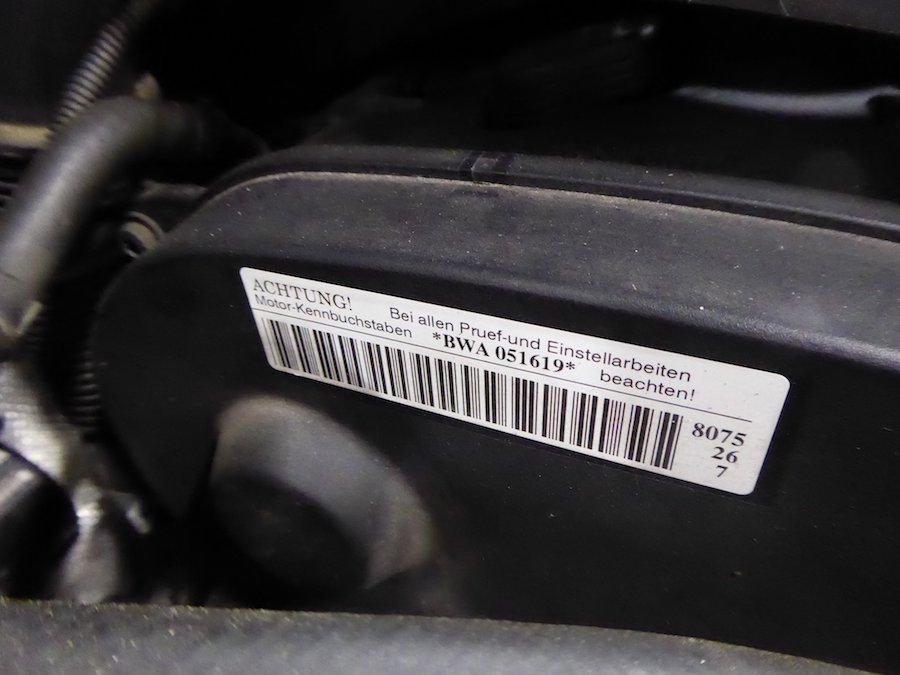 ACHTUNG! Bei allen Pruef-und Einstellarbeiten
Motor-Kennbuchstaben *BWA 051619* beachten!
8075
26
7